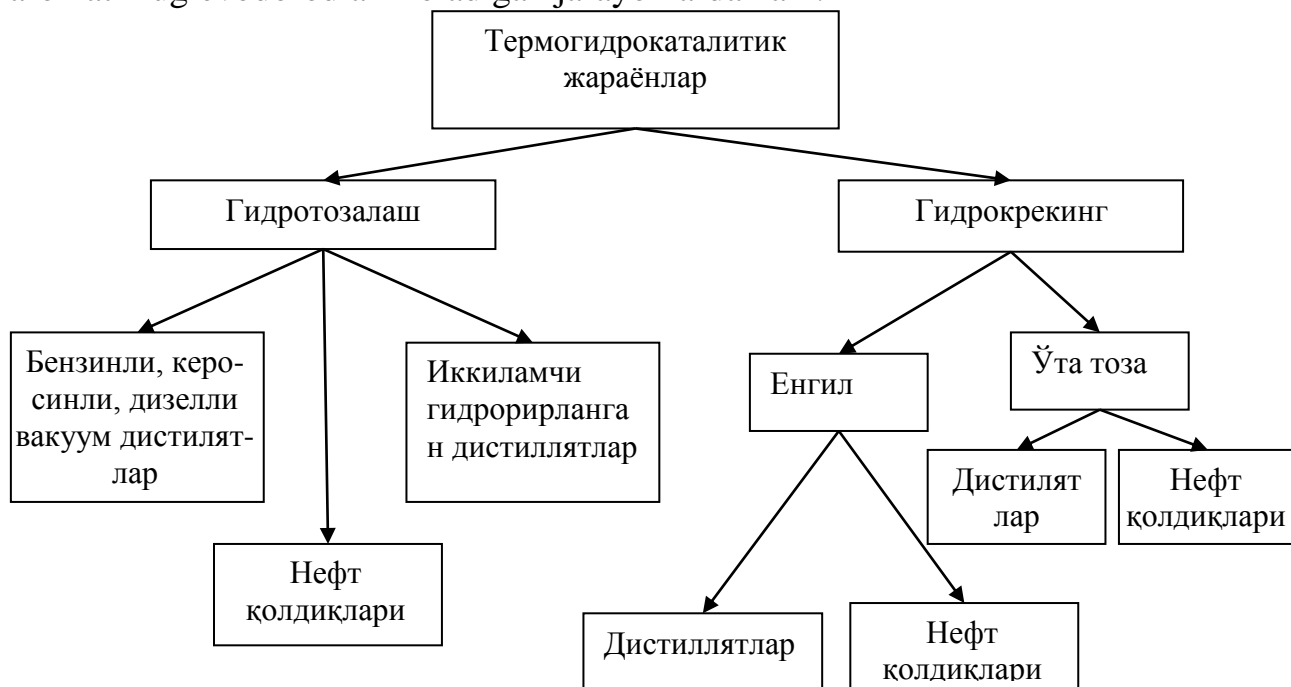 Термогидрокаталитик
жараёнлар
Гидротозалаш
Гидрокрекинг
Бензинли, керо-
синли, дизелли
вакуум дистилят-
лар
Иккиламчи
гидрорирланга
н дистиллятлар
Енгил
Ўта тоза
Дистилят
лар
Нефт
қолдиқлари
Нефт
қолдиқлари
Дистиллятлар
Нефт
қолдиқлари